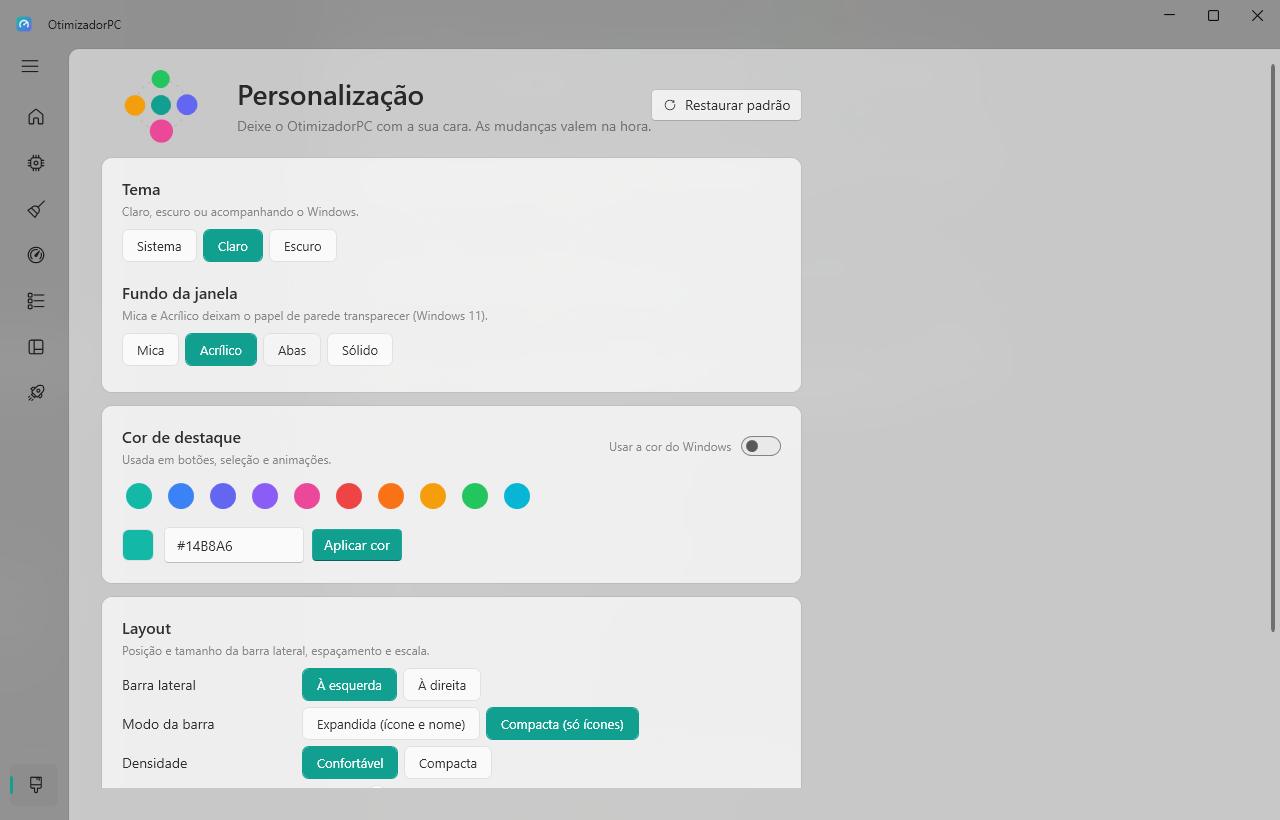 OtimizadorPC
Personalização
Deixe o OtimizadorPC com a sua cara. As mudanças valem na hora.
Restaurar padrão
Tema
Claro, escuro ou acompanhando o Windows.
Sistema Claro Escuro
Fundo da janela
Mica e Acrílico deixam o papel de parede transparecer (Windows 11).
Mica Acrílico Abas Sólido
Cor de destaque
Usada em botões, seleção e animações.
Usar a cor do Windows
#14B8A6 Aplicar cor
Layout
Posição e tamanho da barra lateral, espaçamento e escala.
Barra lateral À esquerda À direita
Modo da barra Expandida (ícone e nome) Compacta (só ícones)
Densidade Confortável Compacta